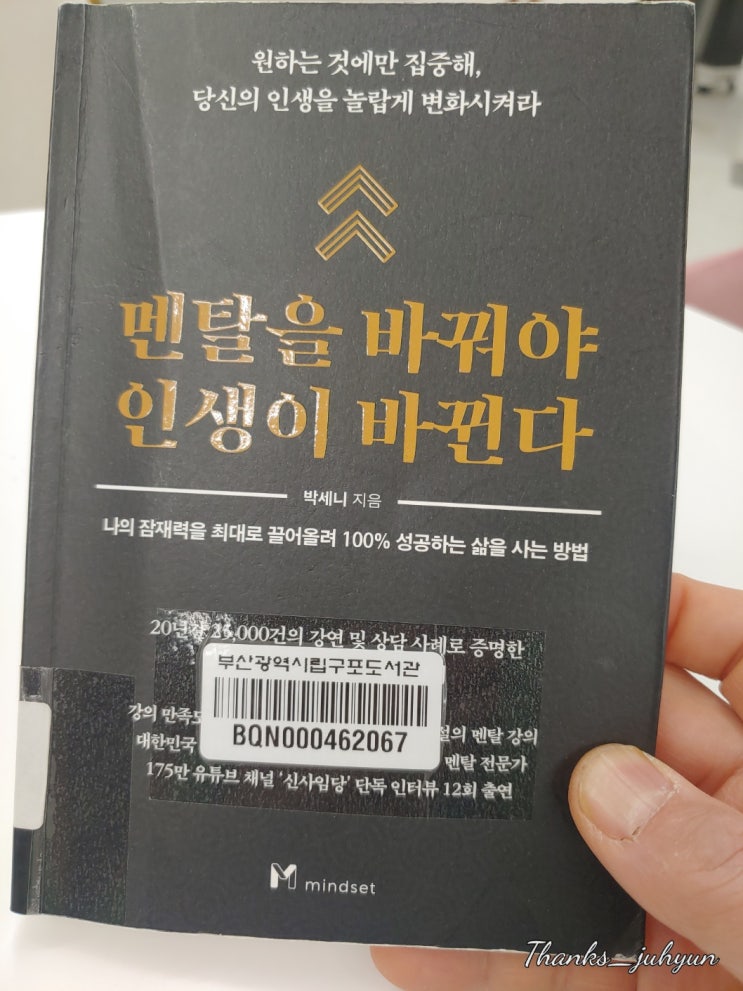 원하는 것에만 집중해,
당신의 인생을 놀랍게 변화시켜라
멘탈을 바꿔야
인생이 바뀐다
박세니 지음
나의 잠재력을 최대로 끌어올려 100% 성공하는 삶을 사는 방법
000건의 강연 및 상담 사례로 증명한
부산광역시립구포도서관
BQN000462067
강의 만족도
멘탈 강의
대한민국
멘탈 전문가
175만 유튜브 채널 '신사임당' 단독 인터뷰 12회 출연
mindset
Thanks_juhyun